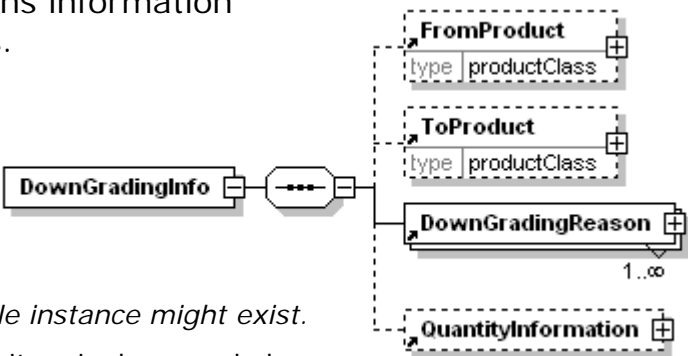 ns information
s.
FromProduct
type productClass
ToProduct
type productClass
DownGradingInfo
DownGradingReason
1..∞
le instance might exist.
QuantityInformation